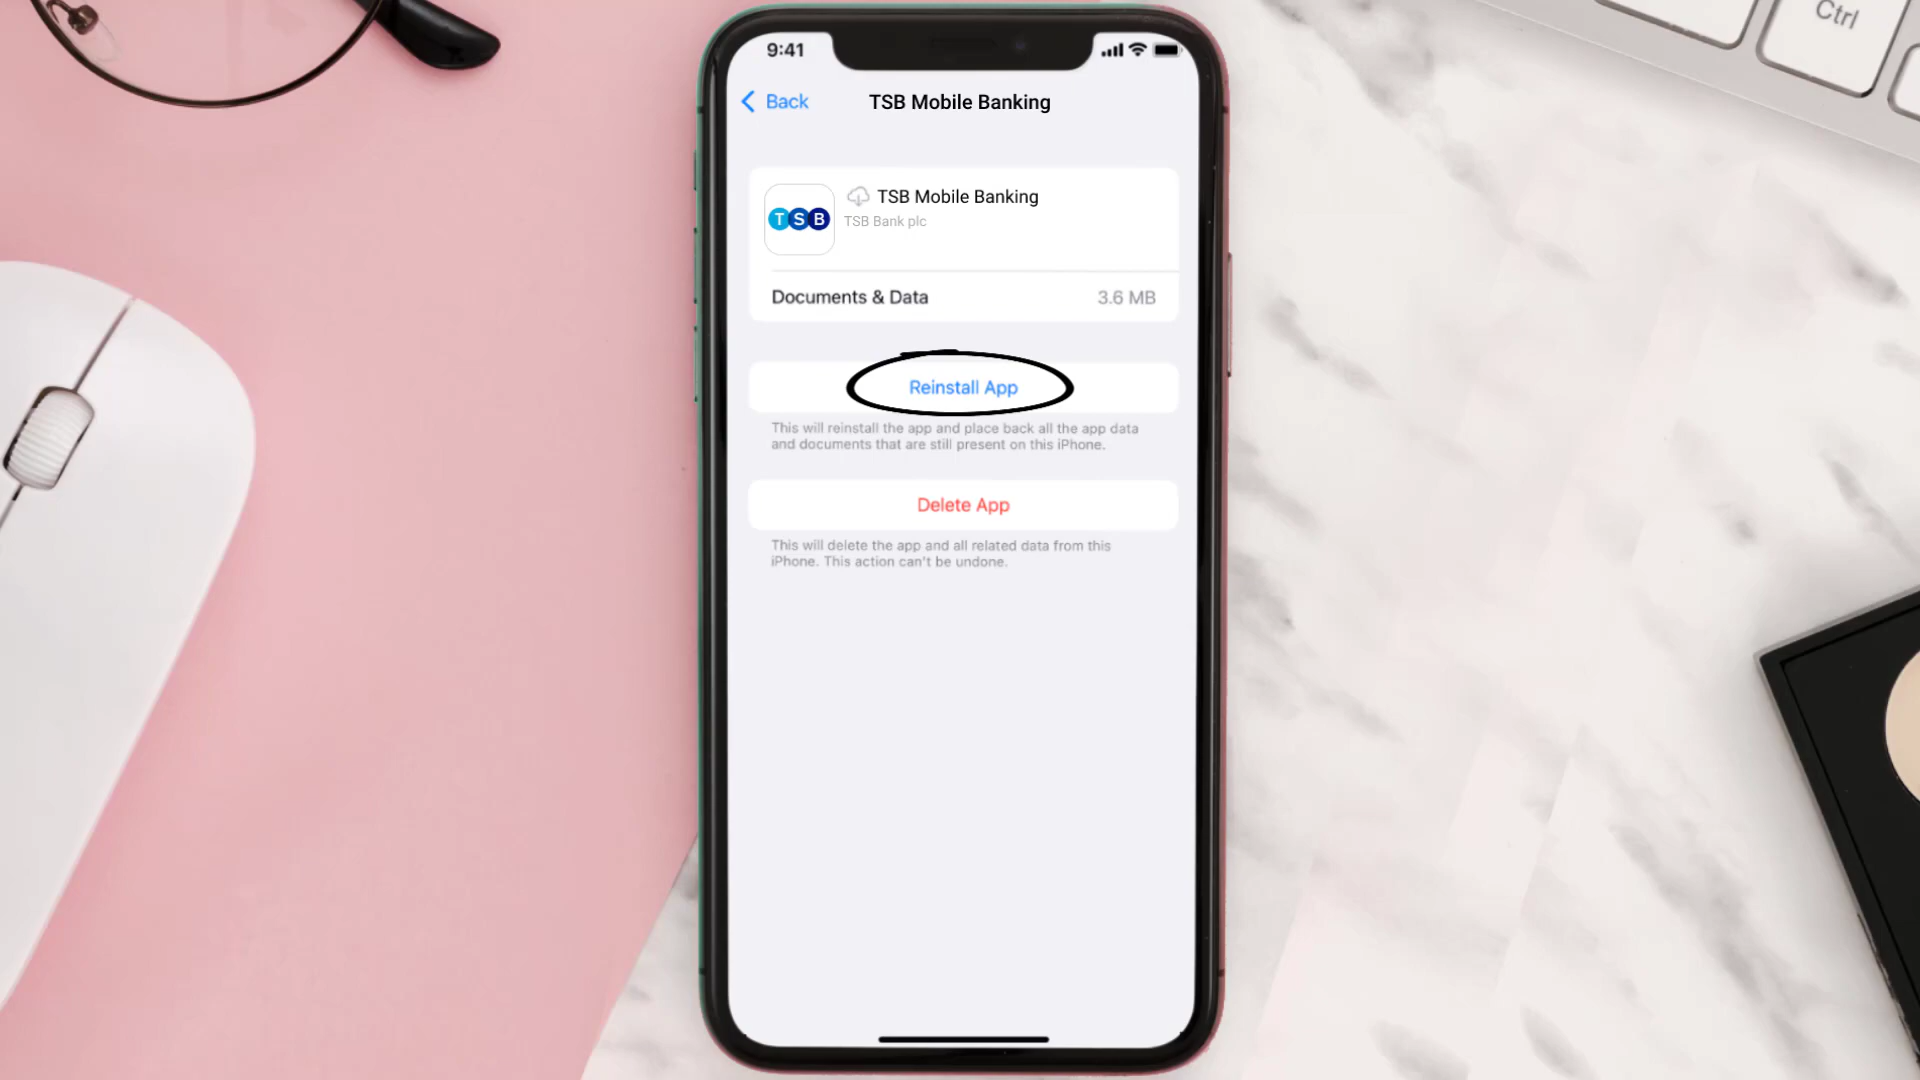 Ctrl
9:41
Back
TSB Mobile Banking
TSB
TSB Mobile Banking
TSB Bank plc
Documents & Data 3.6 MB
Reinstall App
This will reinstall the app and place back all the app data
and documents that are still present on this iPhone.
Delete App
This will delete the app and all related data from this
iPhone. This action can't be undone.